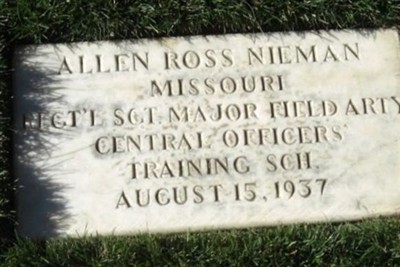 ALLEN ROSS NIEMAN
MISSOURI
REGT'L SGT. MAJOR FIELD ARTY
CENTRAL OFFICERS'
TRAINING SCH.
AUGUST 15, 1937